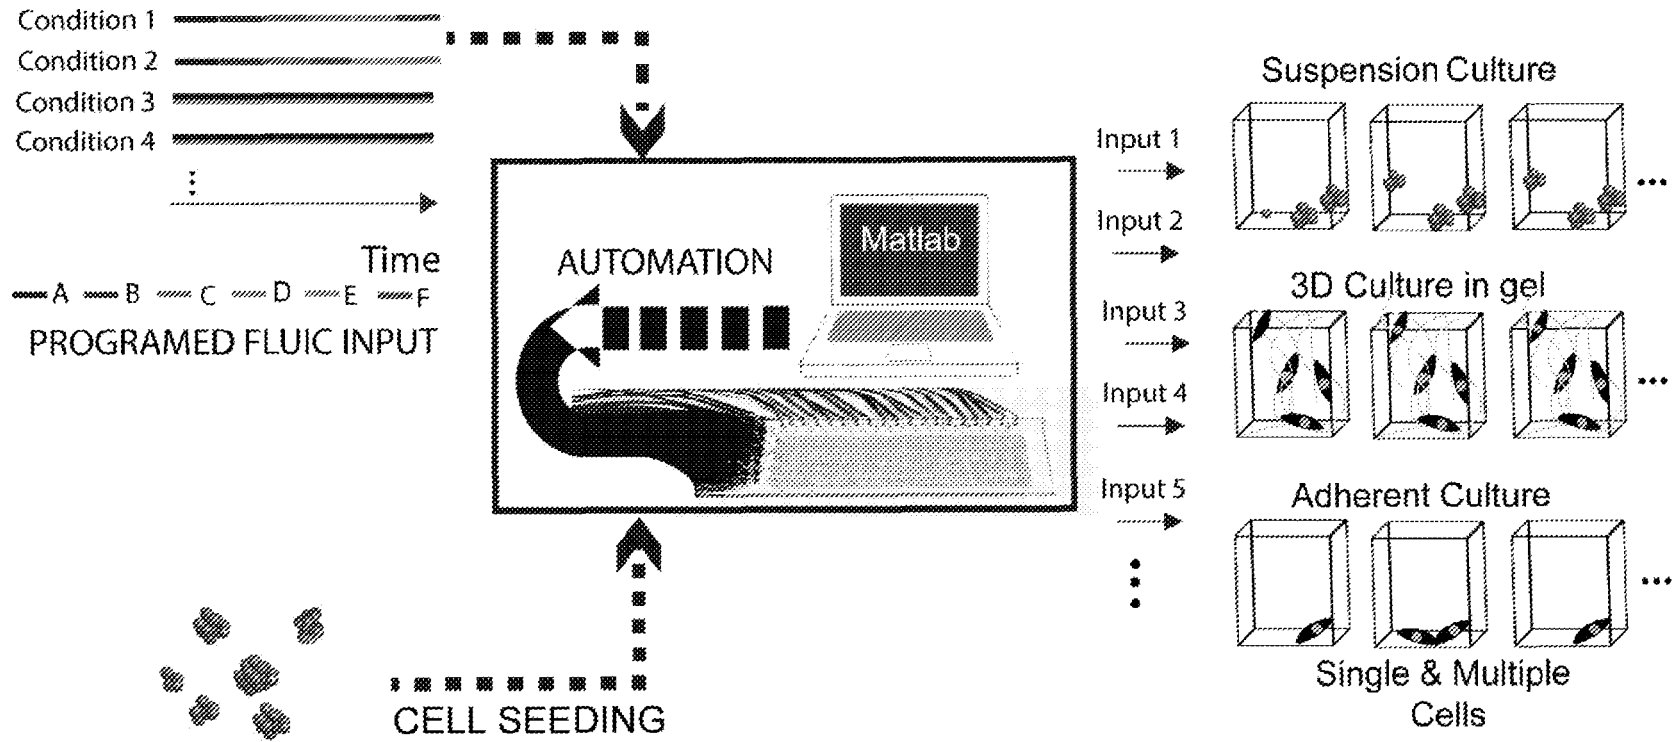 Condition 1
Condition 2
Condition 3
Condition 4
Time
A B C D E F
PROGRAMED FLUIC INPUT
AUTOMATION
Matlab
CELL SEEDING
Input 1
Input 2
Input 3
Input 4
Input 5
Suspension Culture
3D Culture in gel
Adherent Culture
Single & Multiple
Cells